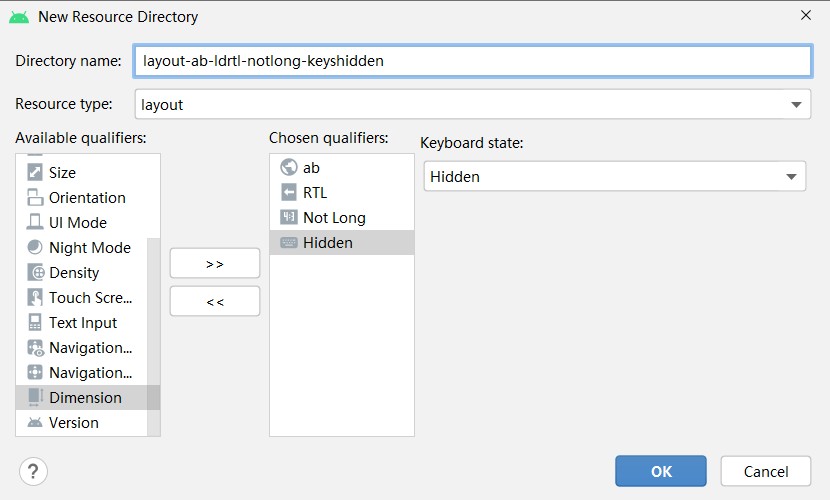 New Resource Directory
Directory name: layout-ab-ldrtl-notlong-keyshidden
Resource type: layout
Available qualifiers:
Size
Orientation
UI Mode
Night Mode
Density
Touch Scre...
Text Input
Navigation...
Navigation...
Dimension
Version
>>
<<
Chosen qualifiers:
ab
RTL
Not Long
Hidden
Keyboard state:
Hidden
?
OK
Cancel